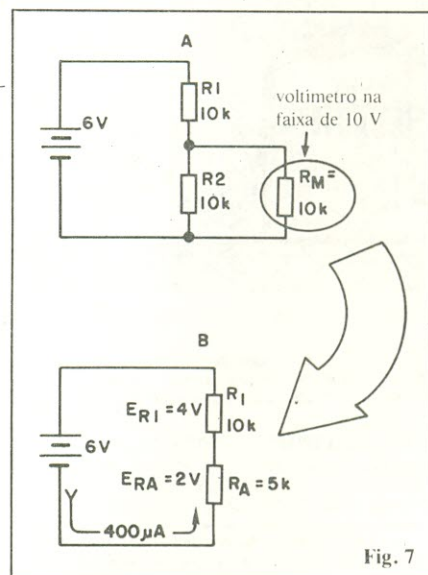 A
R1
10k
6V
voltimetro na
faixa de 10 V
R2
10k
RM=
10k
B
ER1=4V
R1
10k
6V
ERA=2V
RA=5k
400µA
Fig. 7